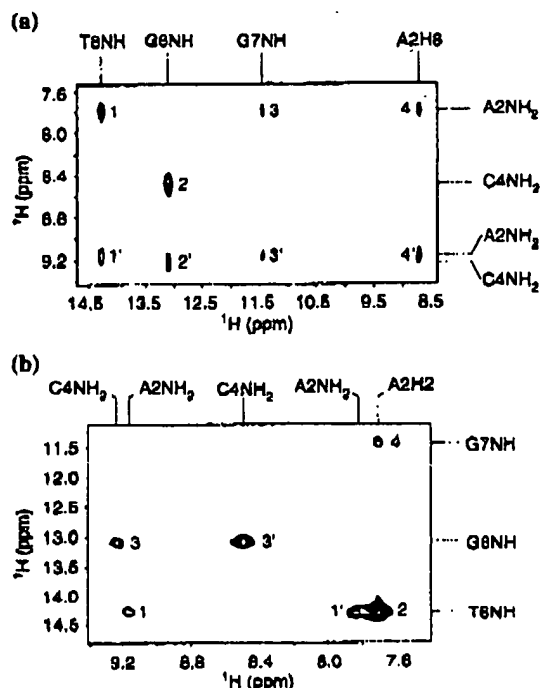 (a)
T8NH G6NH G7NH A2H8
7.6
8.0
8.4
8.8
9.2
¹H (ppm)
1 3 4 A2NH₂
2 C4NH₂
1' 2' 3' 4' A2NH₂
C4NH₂
14.5 13.5 12.5 11.5 10.5 9.5 8.5
¹H (ppm)
(b)
C4NH₂ A2NH₂ C4NH₂ A2NH₂ A2H2
11.5
12.0
12.5
13.0
13.5
14.0
14.5
¹H (ppm)
4 G7NH
3 3' G6NH
1 1' 2 T8NH
9.2 8.8 8.4 8.0 7.6
¹H (ppm)